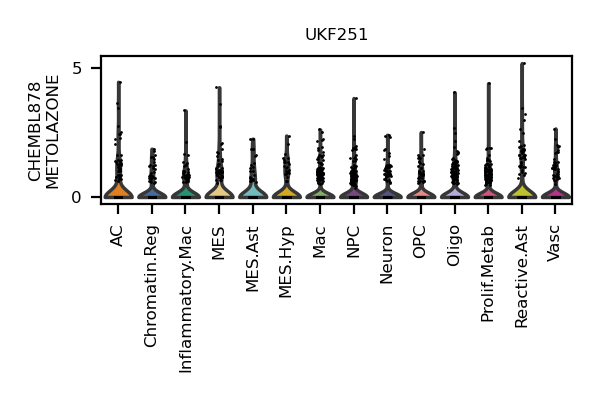 UKF251
CHEMBL878
METOLAZONE
5
0
AC
Chromatin.Reg
Inflammatory.Mac
MES
MES.Ast
MES.Hyp
Mac
NPC
Neuron
OPC
Oligo
Prolif.Metab
Reactive.Ast
Vasc